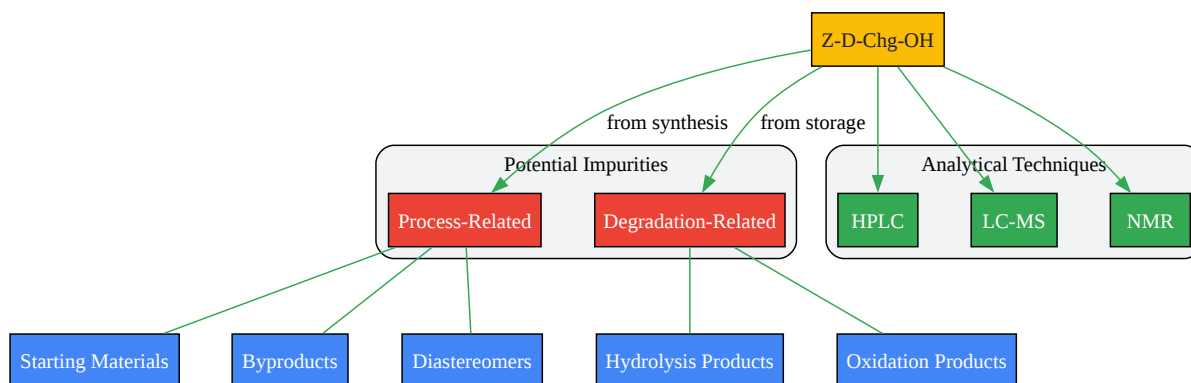 Z-D-Chg-OH
from synthesis
from storage
Potential Impurities
Analytical Techniques
Process-Related
Degradation-Related
HPLC
LC-MS
NMR
Starting Materials
Byproducts
Diastereomers
Hydrolysis Products
Oxidation Products